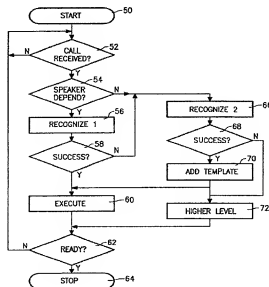 START
50
CALL
RECEIVED?
52
N
Y
54
SPEAKER
DEPEND?
N
Y
56
RECOGNIZE 1
RECOGNIZE 2
66
58
SUCCESS?
N
Y
68
SUCCESS?
N
Y
70
ADD TEMPLATE
EXECUTE
60
HIGHER LEVEL
72
62
READY?
N
Y
STOP
64